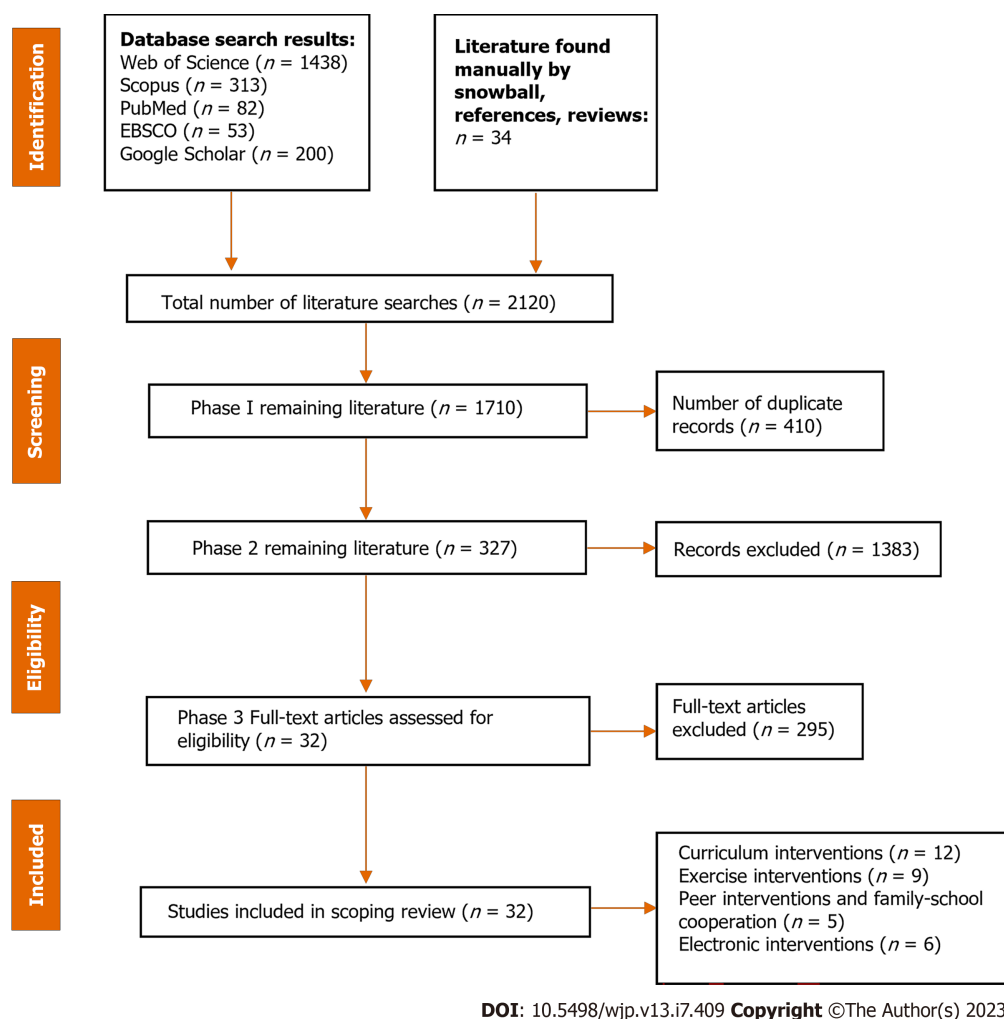 Identification
Database search results:
Web of Science (n = 1438)
Scopus (n = 313)
PubMed (n = 82)
EBSCO (n = 53)
Google Scholar (n = 200)
Literature found
manually by
snowball,
references, reviews:
n = 34
Total number of literature searches (n = 2120)
Screening
Phase I remaining literature (n = 1710)
Number of duplicate
records (n = 410)
Phase 2 remaining literature (n = 327)
Records excluded (n = 1383)
Eligibility
Phase 3 Full-text articles assessed for
eligibility (n = 32)
Full-text articles
excluded (n = 295)
Included
Studies included in scoping review (n = 32)
Curriculum interventions (n = 12)
Exercise interventions (n = 9)
Peer interventions and family-school
cooperation (n = 5)
Electronic interventions (n = 6)
DOI: 10.5498/wjp.v13.i7.409 Copyright ©The Author(s) 2023